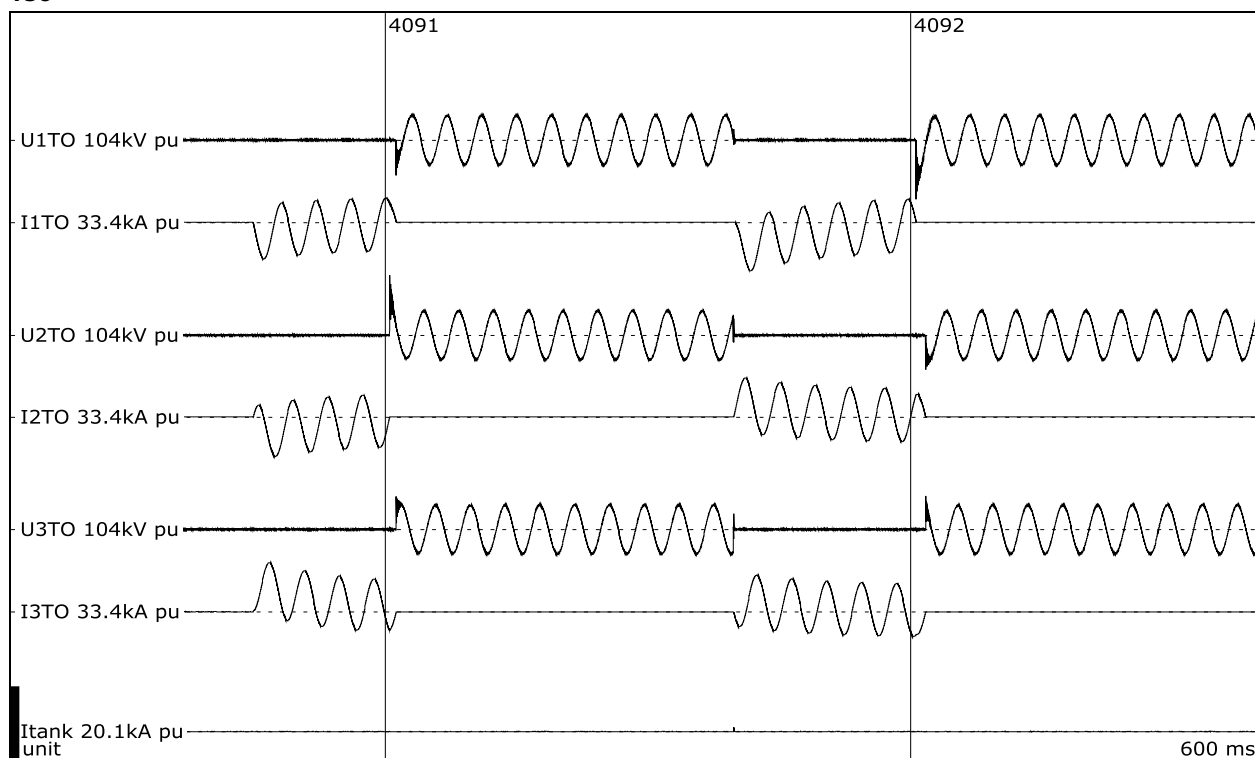 4091 4092
U1TO 104kV pu
I1TO 33.4kA pu
U2TO 104kV pu
I2TO 33.4kA pu
U3TO 104kV pu
I3TO 33.4kA pu
Itank 20.1kA pu
unit 600 ms